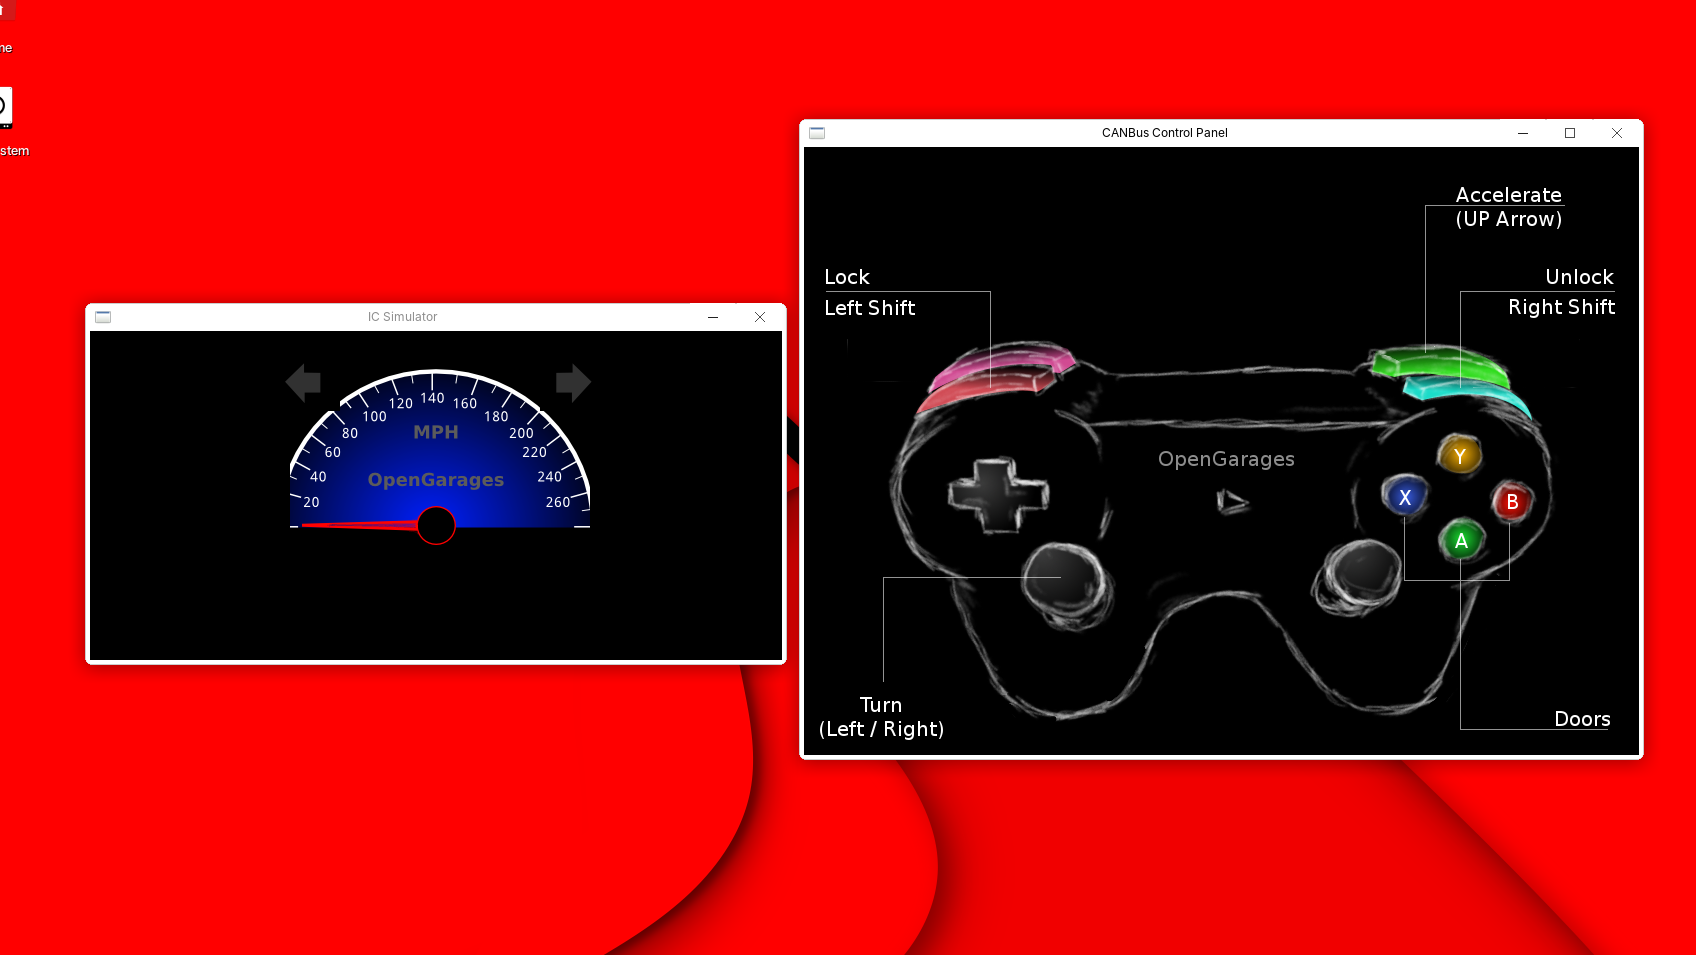 ne
stem
IC Simulator
20
40
60
80
100
120
140
160
180
200
220
240
260
MPH
OpenGarages
CANBus Control Panel
Accelerate
(UP Arrow)
Lock
Left Shift
Unlock
Right Shift
OpenGarages
Y
X
B
A
Turn
(Left / Right)
Doors